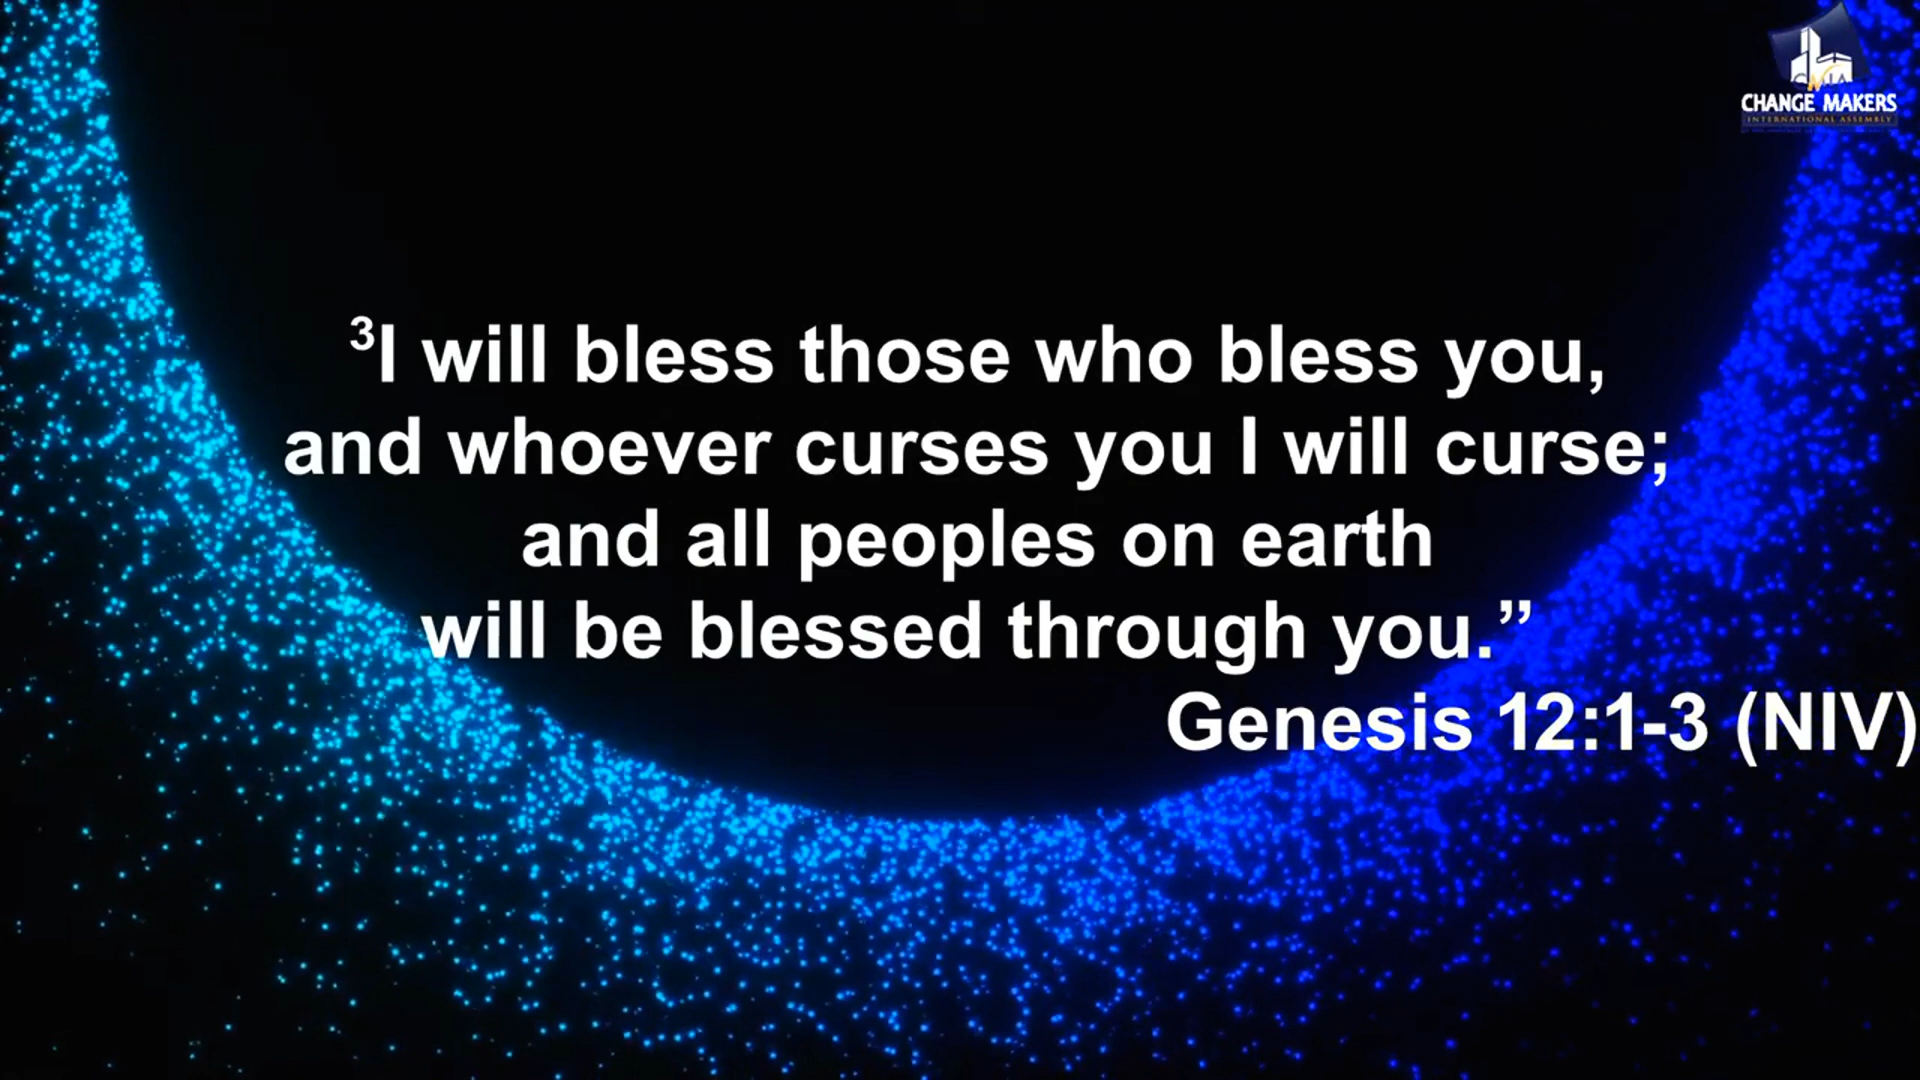 CMIA
CHANGE MAKERS
INTERNATIONAL ASSEMBLY
³I will bless those who bless you,
and whoever curses you I will curse;
and all peoples on earth
will be blessed through you.”
Genesis 12:1-3 (NIV)